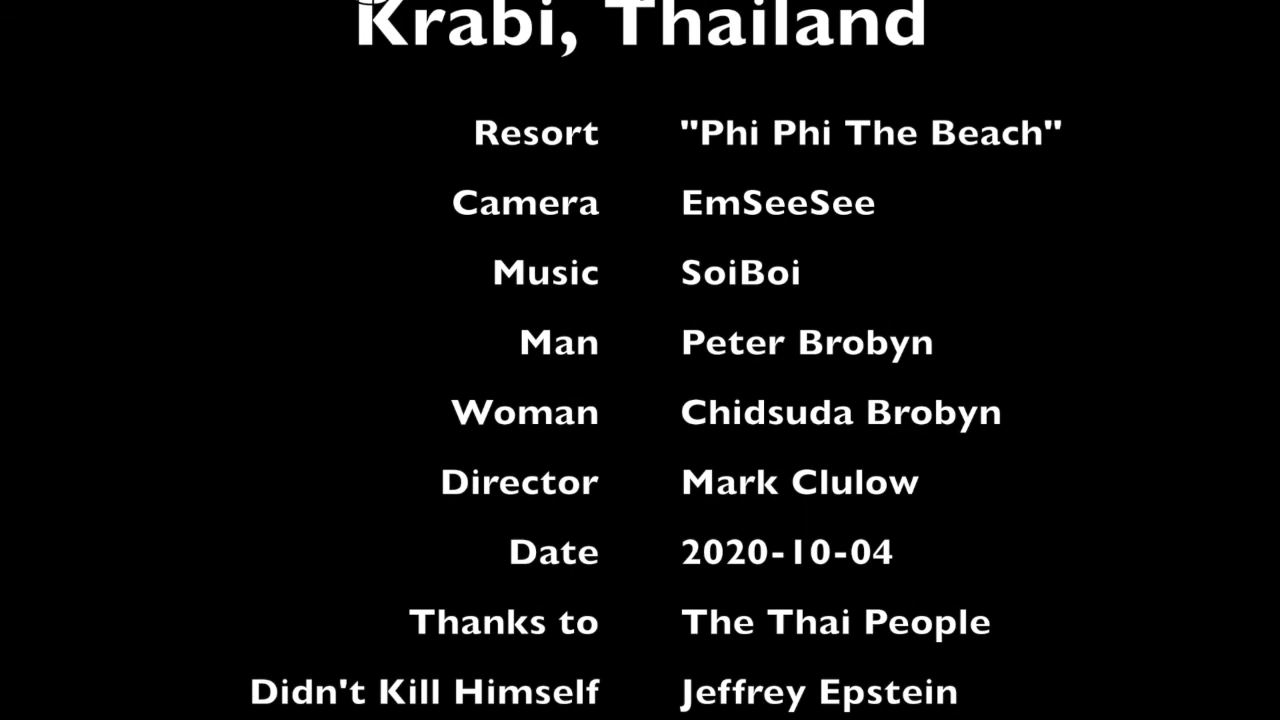 Krabi, Thailand
Resort "Phi Phi The Beach"
Camera EmSeeSee
Music SoiBoi
Man Peter Brobyn
Woman Chidsuda Brobyn
Director Mark Clulow
Date 2020-10-04
Thanks to The Thai People
Didn't Kill Himself Jeffrey Epstein